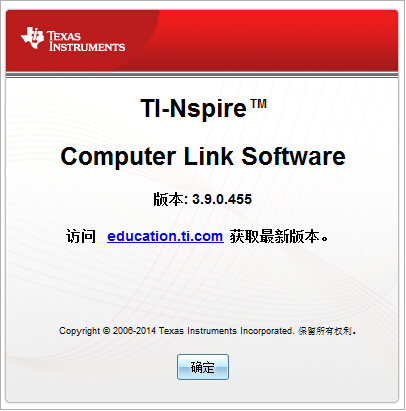 TEXAS
INSTRUMENTS
TI-Nspire™
Computer Link Software
版本: 3.9.0.455
访问 education.ti.com 获取最新版本。
Copyright © 2006-2014 Texas Instruments Incorporated. 保留所有权利。
确定